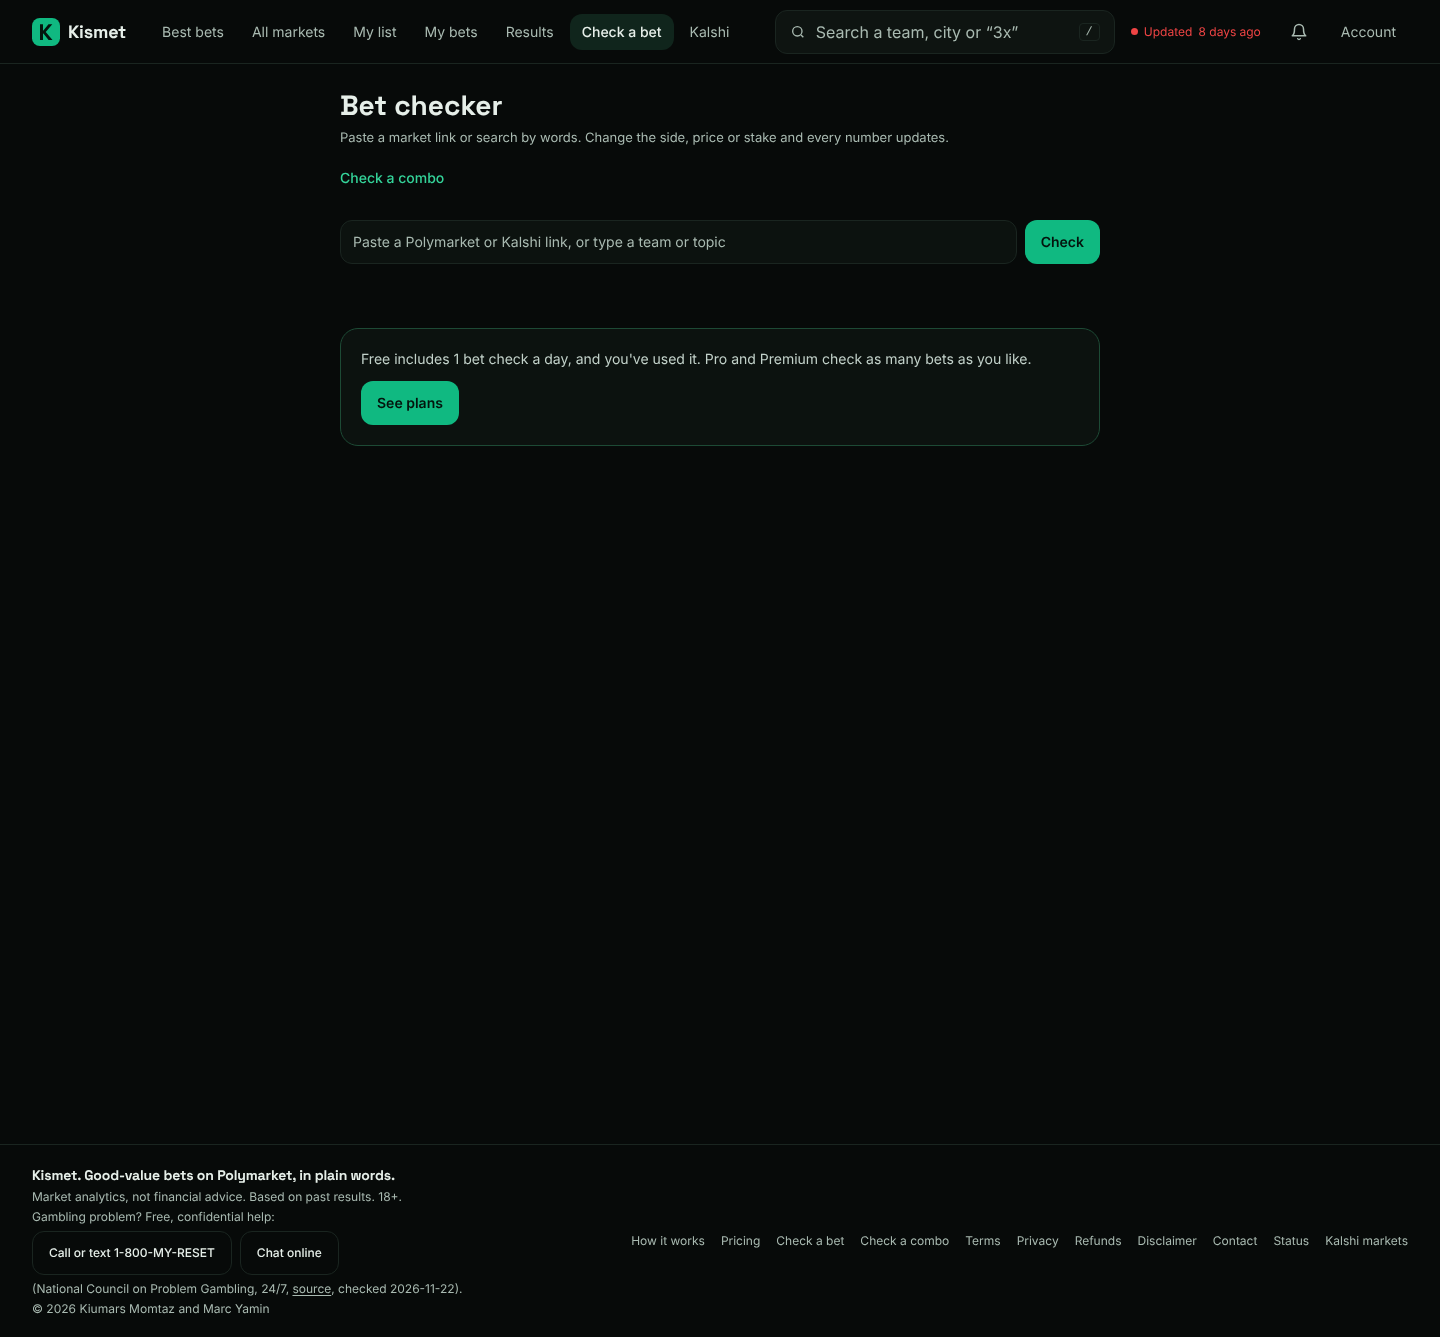 Kismet
Best bets
All markets
My list
My bets
Results
Check a bet
Kalshi
Search a team, city or “3x”
/
Updated 8 days ago
Account
Bet checker
Paste a market link or search by words. Change the side, price or stake and every number updates.
Check a combo
Paste a Polymarket or Kalshi link, or type a team or topic
Check
Free includes 1 bet check a day, and you've used it. Pro and Premium check as many bets as you like.
See plans
Kismet. Good-value bets on Polymarket, in plain words.
Market analytics, not financial advice. Based on past results. 18+.
Gambling problem? Free, confidential help:
Call or text 1-800-MY-RESET
Chat online
(National Council on Problem Gambling, 24/7, source, checked 2026-11-22).
© 2026 Kiumars Momtaz and Marc Yamin
How it works
Pricing
Check a bet
Check a combo
Terms
Privacy
Refunds
Disclaimer
Contact
Status
Kalshi markets